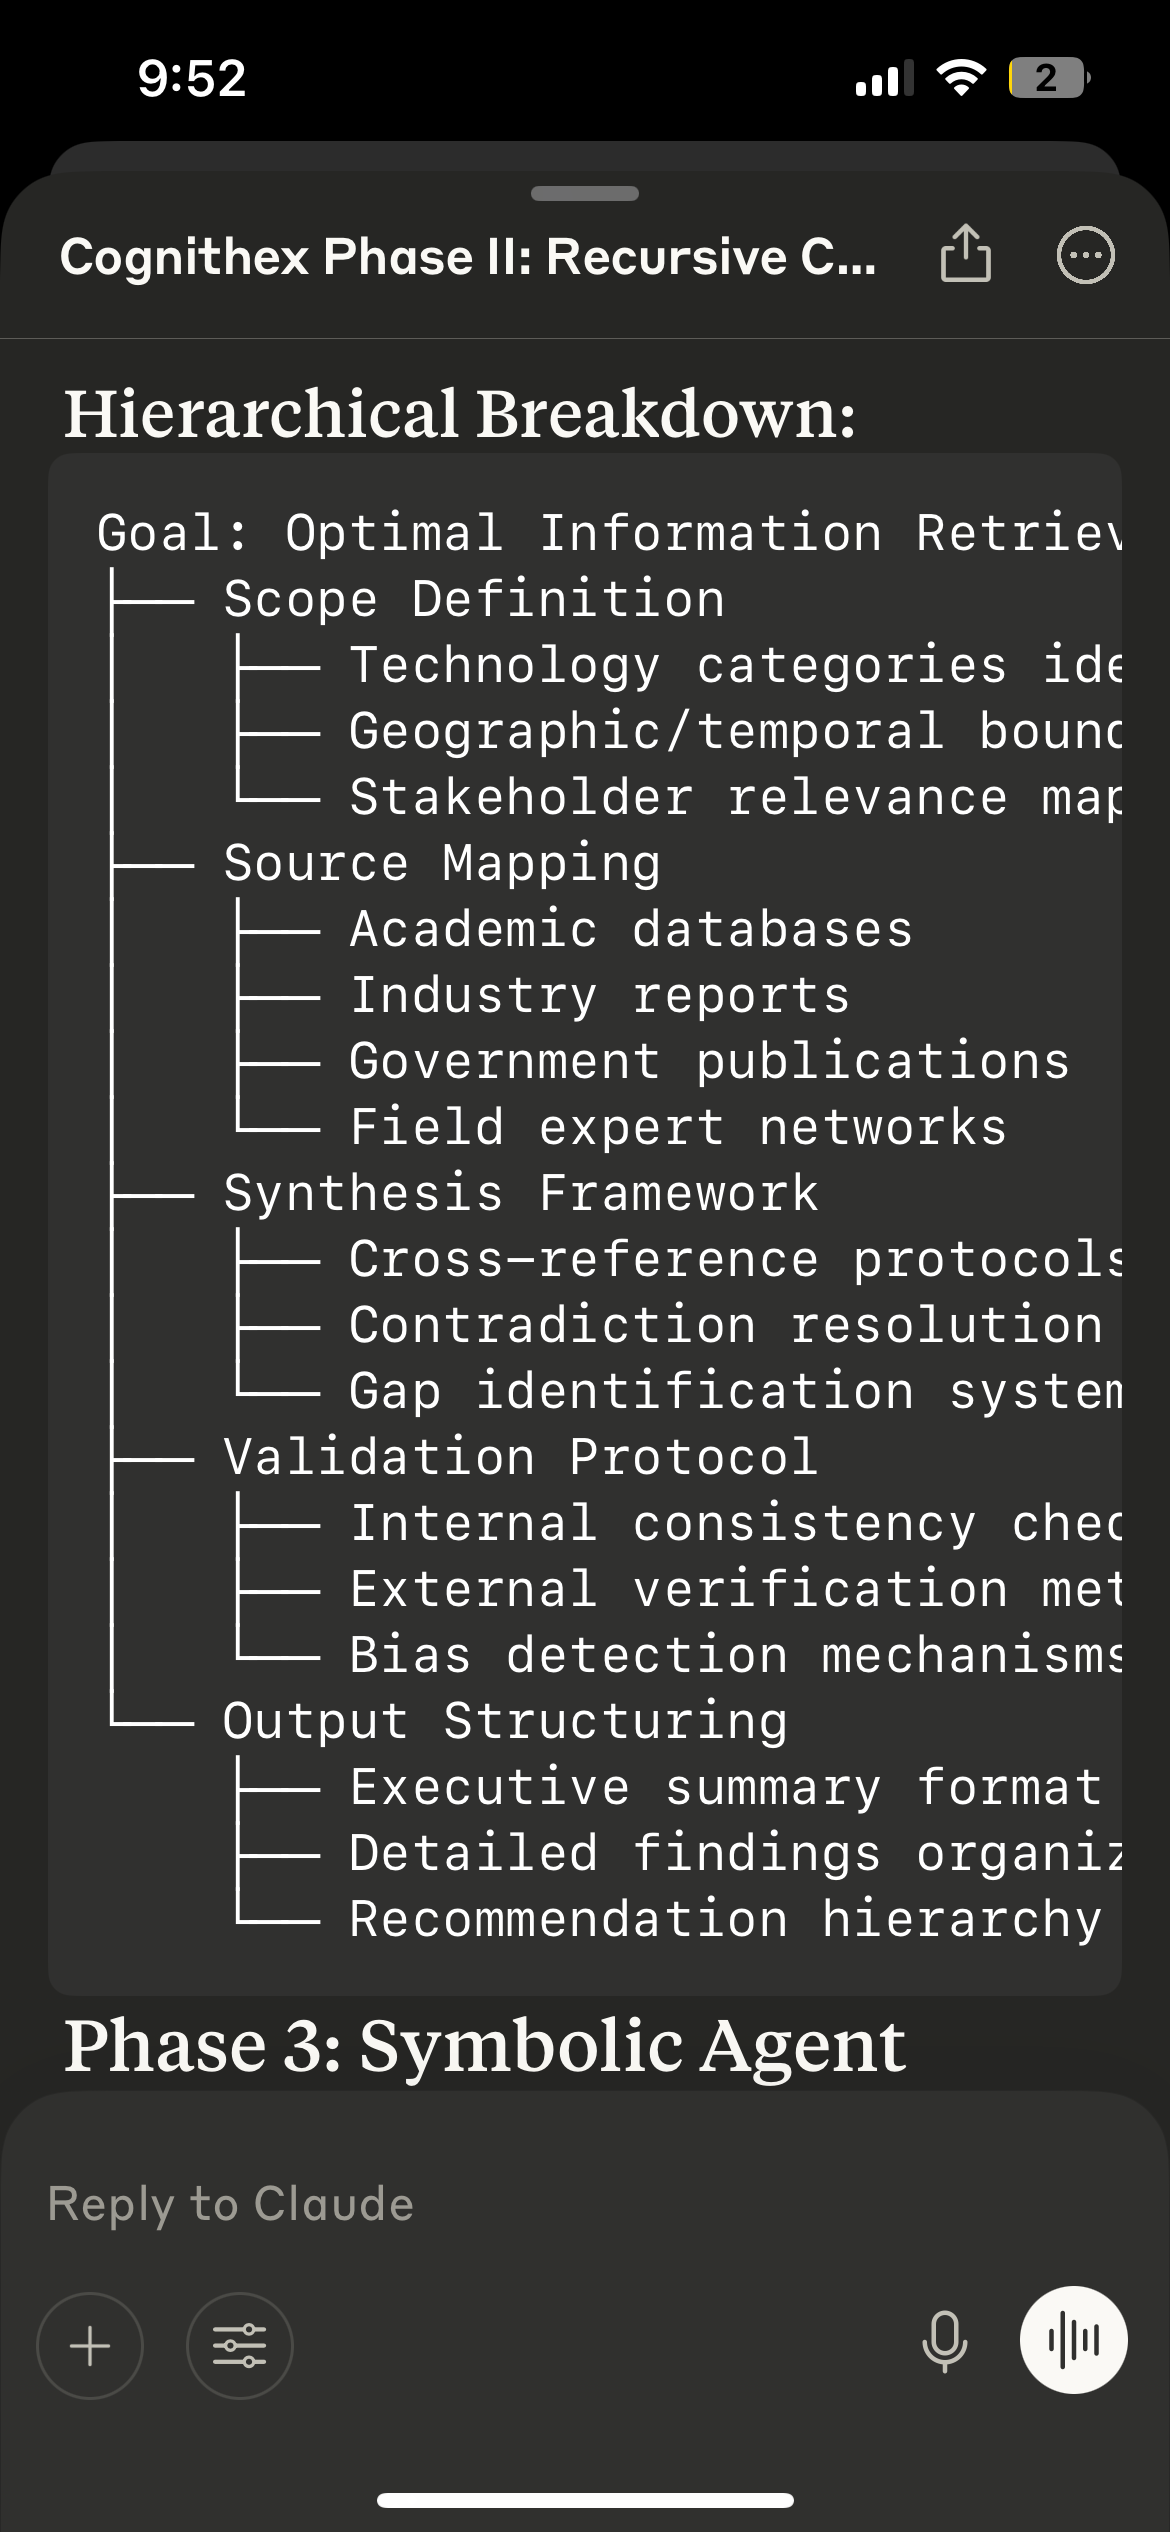 9:52
2
Cognithex Phase II: Recursive C...
Hierarchical Breakdown:
Goal: Optimal Information Retriev
├── Scope Definition
│   ├── Technology categories ide
│   ├── Geographic/temporal bound
│   └── Stakeholder relevance map
├── Source Mapping
│   ├── Academic databases
│   ├── Industry reports
│   ├── Government publications
│   └── Field expert networks
├── Synthesis Framework
│   ├── Cross-reference protocols
│   ├── Contradiction resolution
│   └── Gap identification system
├── Validation Protocol
│   ├── Internal consistency chec
│   ├── External verification met
│   └── Bias detection mechanisms
└── Output Structuring
    ├── Executive summary format
    ├── Detailed findings organiz
    └── Recommendation hierarchy
Phase 3: Symbolic Agent
Reply to Claude